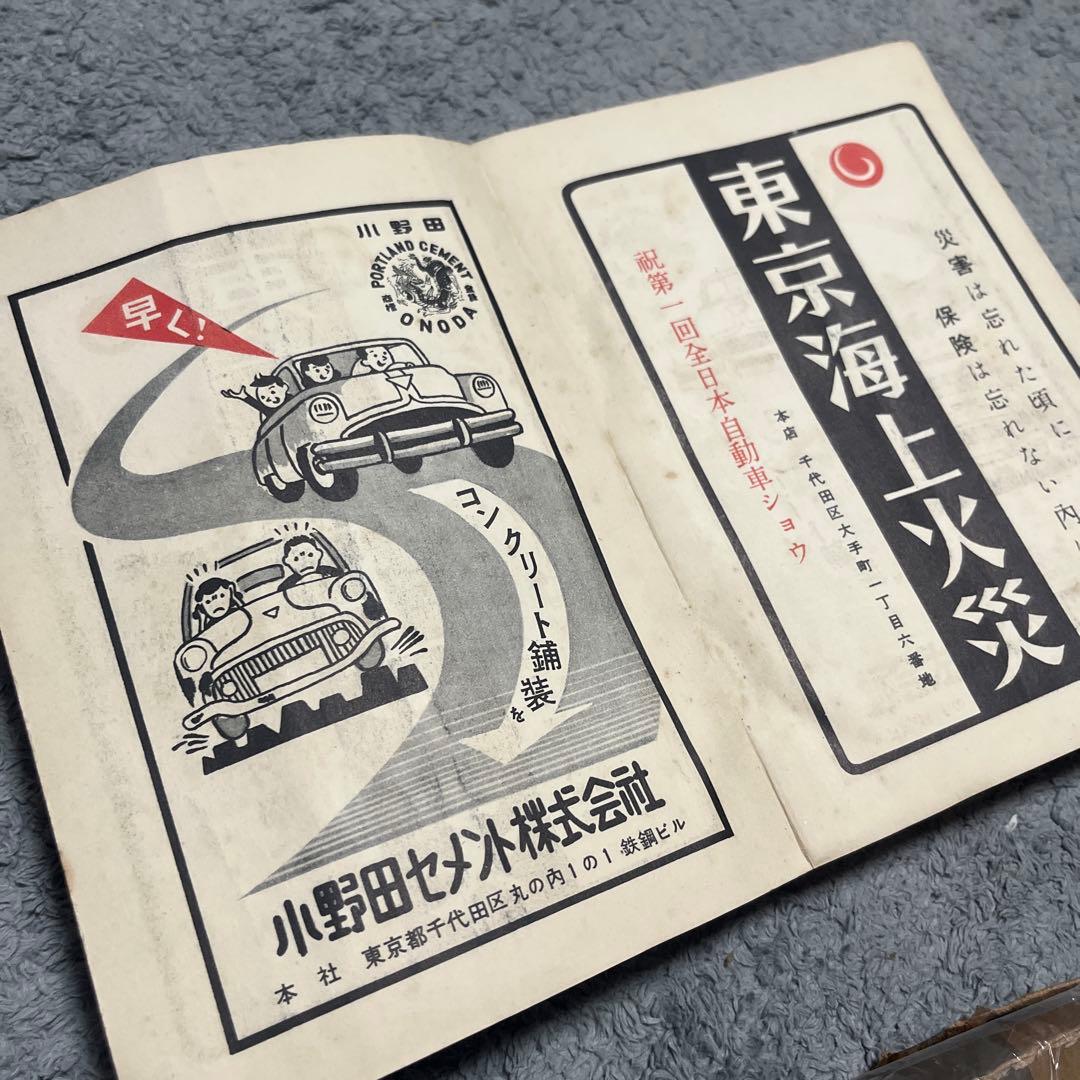 災害は忘れた頃に
保険は忘れない内に
東京海上火災
本店 千代田区大手町一丁目六番地
祝第一回全日本自動車ショウ
小野田
PORTLAND CEMENT
ONODA
早く!
コンクリート舗装を
小野田セメント株式会社
本社 東京都千代田区丸の内1の1 鉄鋼ビル